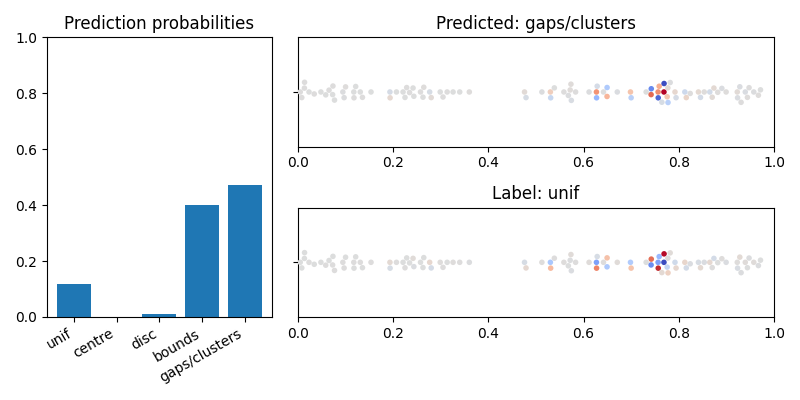 Prediction probabilities
1.0
0.8
0.6
0.4
0.2
0.0
unif
centre
disc
bounds
gaps/clusters
Predicted: gaps/clusters
0.0 0.2 0.4 0.6 0.8 1.0
Label: unif
0.0 0.2 0.4 0.6 0.8 1.0